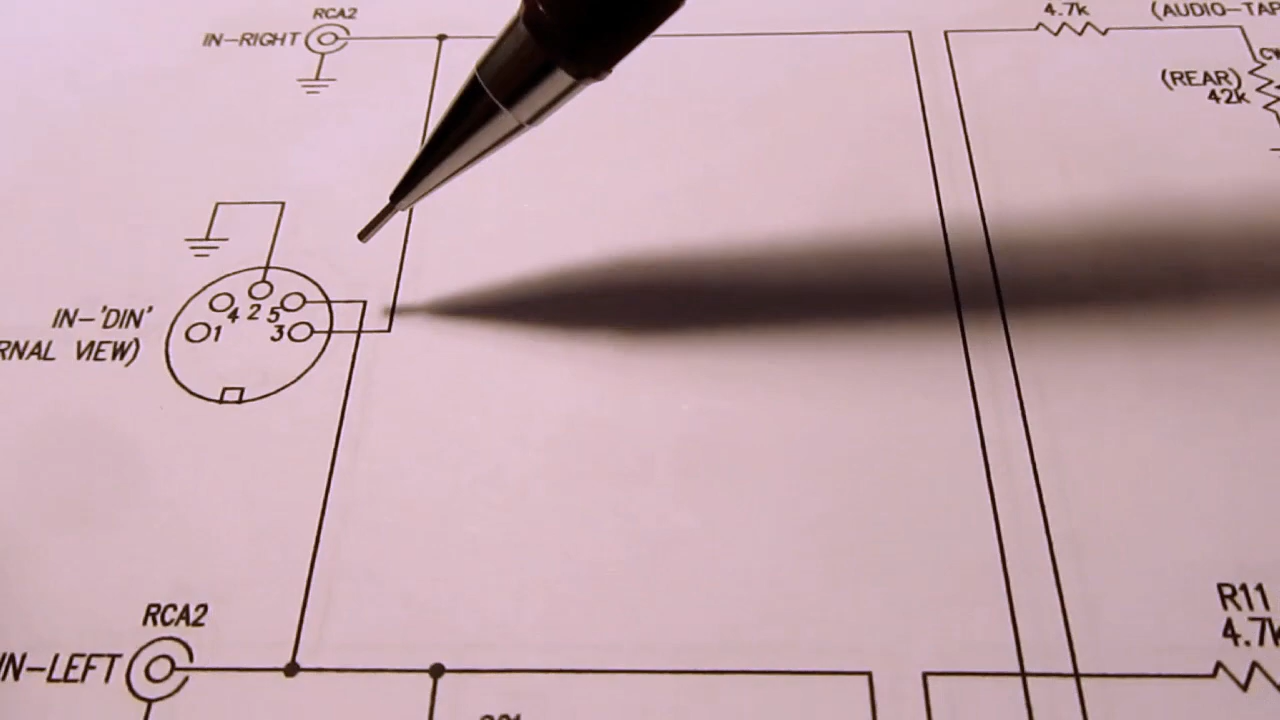 RCA2
IN-RIGHT
4.7k
(AUDIO-TAP
(REAR)
42k
4 2 5
1 3
IN-'DIN'
RNAL VIEW)
RCA2
IN-LEFT
R11
4.7k